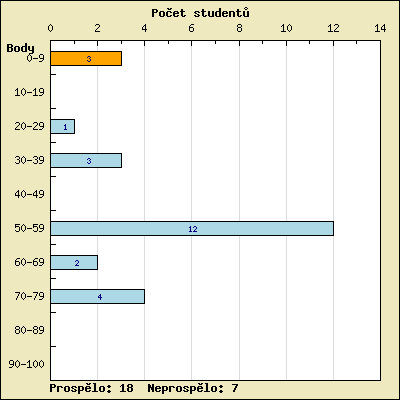 Počet studentů
0 2 4 6 8 10 12 14
Body
0-9 3
10-19
20-29 1
30-39 3
40-49
50-59 12
60-69 2
70-79 4
80-89
90-100
Prospělo: 18 Neprospělo: 7